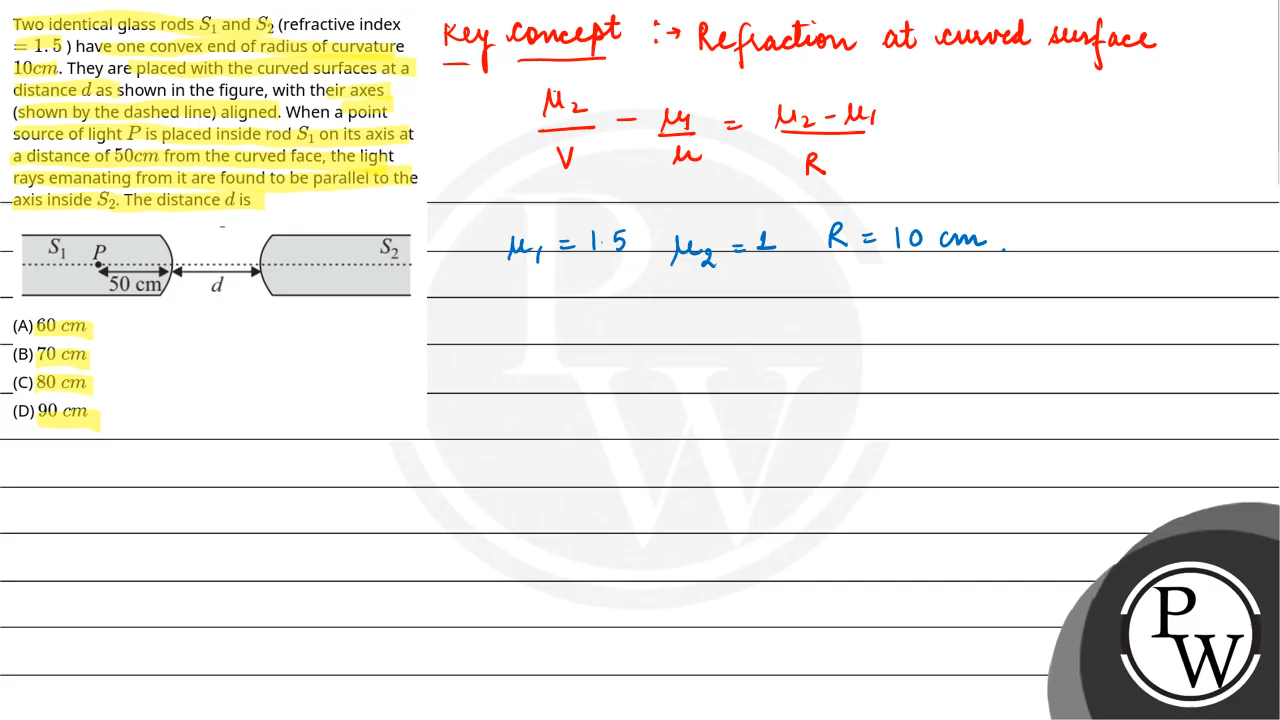 Two identical glass rods S₁ and S₂ (refractive index
= 1.5 ) have one convex end of radius of curvature
10cm. They are placed with the curved surfaces at a
distance d as shown in the figure, with their axes
(shown by the dashed line) aligned. When a point
source of light P is placed inside rod S₁ on its axis at
a distance of 50cm from the curved face, the light
rays emanating from it are found to be parallel to the
axis inside S₂. The distance d is
S₁ P S₂
50 cm d
(A) 60 cm
(B) 70 cm
(C) 80 cm
(D) 90 cm
Key concept :→ Refraction at curved surface
μ₂/V - μ₁/u = μ₂-μ₁/R
μ₁ = 1.5 μ₂ = 1 R = 10 cm .
P
W
P
W